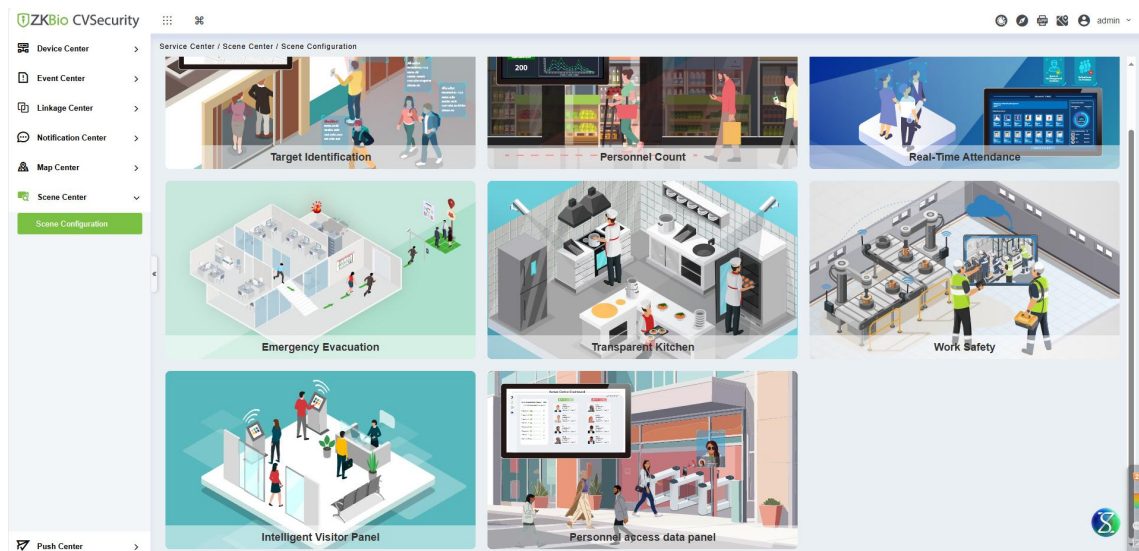 ZKBio CVSecurity
admin
Device Center
Service Center / Scene Center / Scene Configuration
Event Center
200
Linkage Center
Notification Center
Target Identification
Personnel Count
Real-Time Attendance
Map Center
Scene Center
Scene Configuration
Emergency Evacuation
Transparent Kitchen
Work Safety
Intelligent Visitor Panel
Personnel access data panel
Push Center